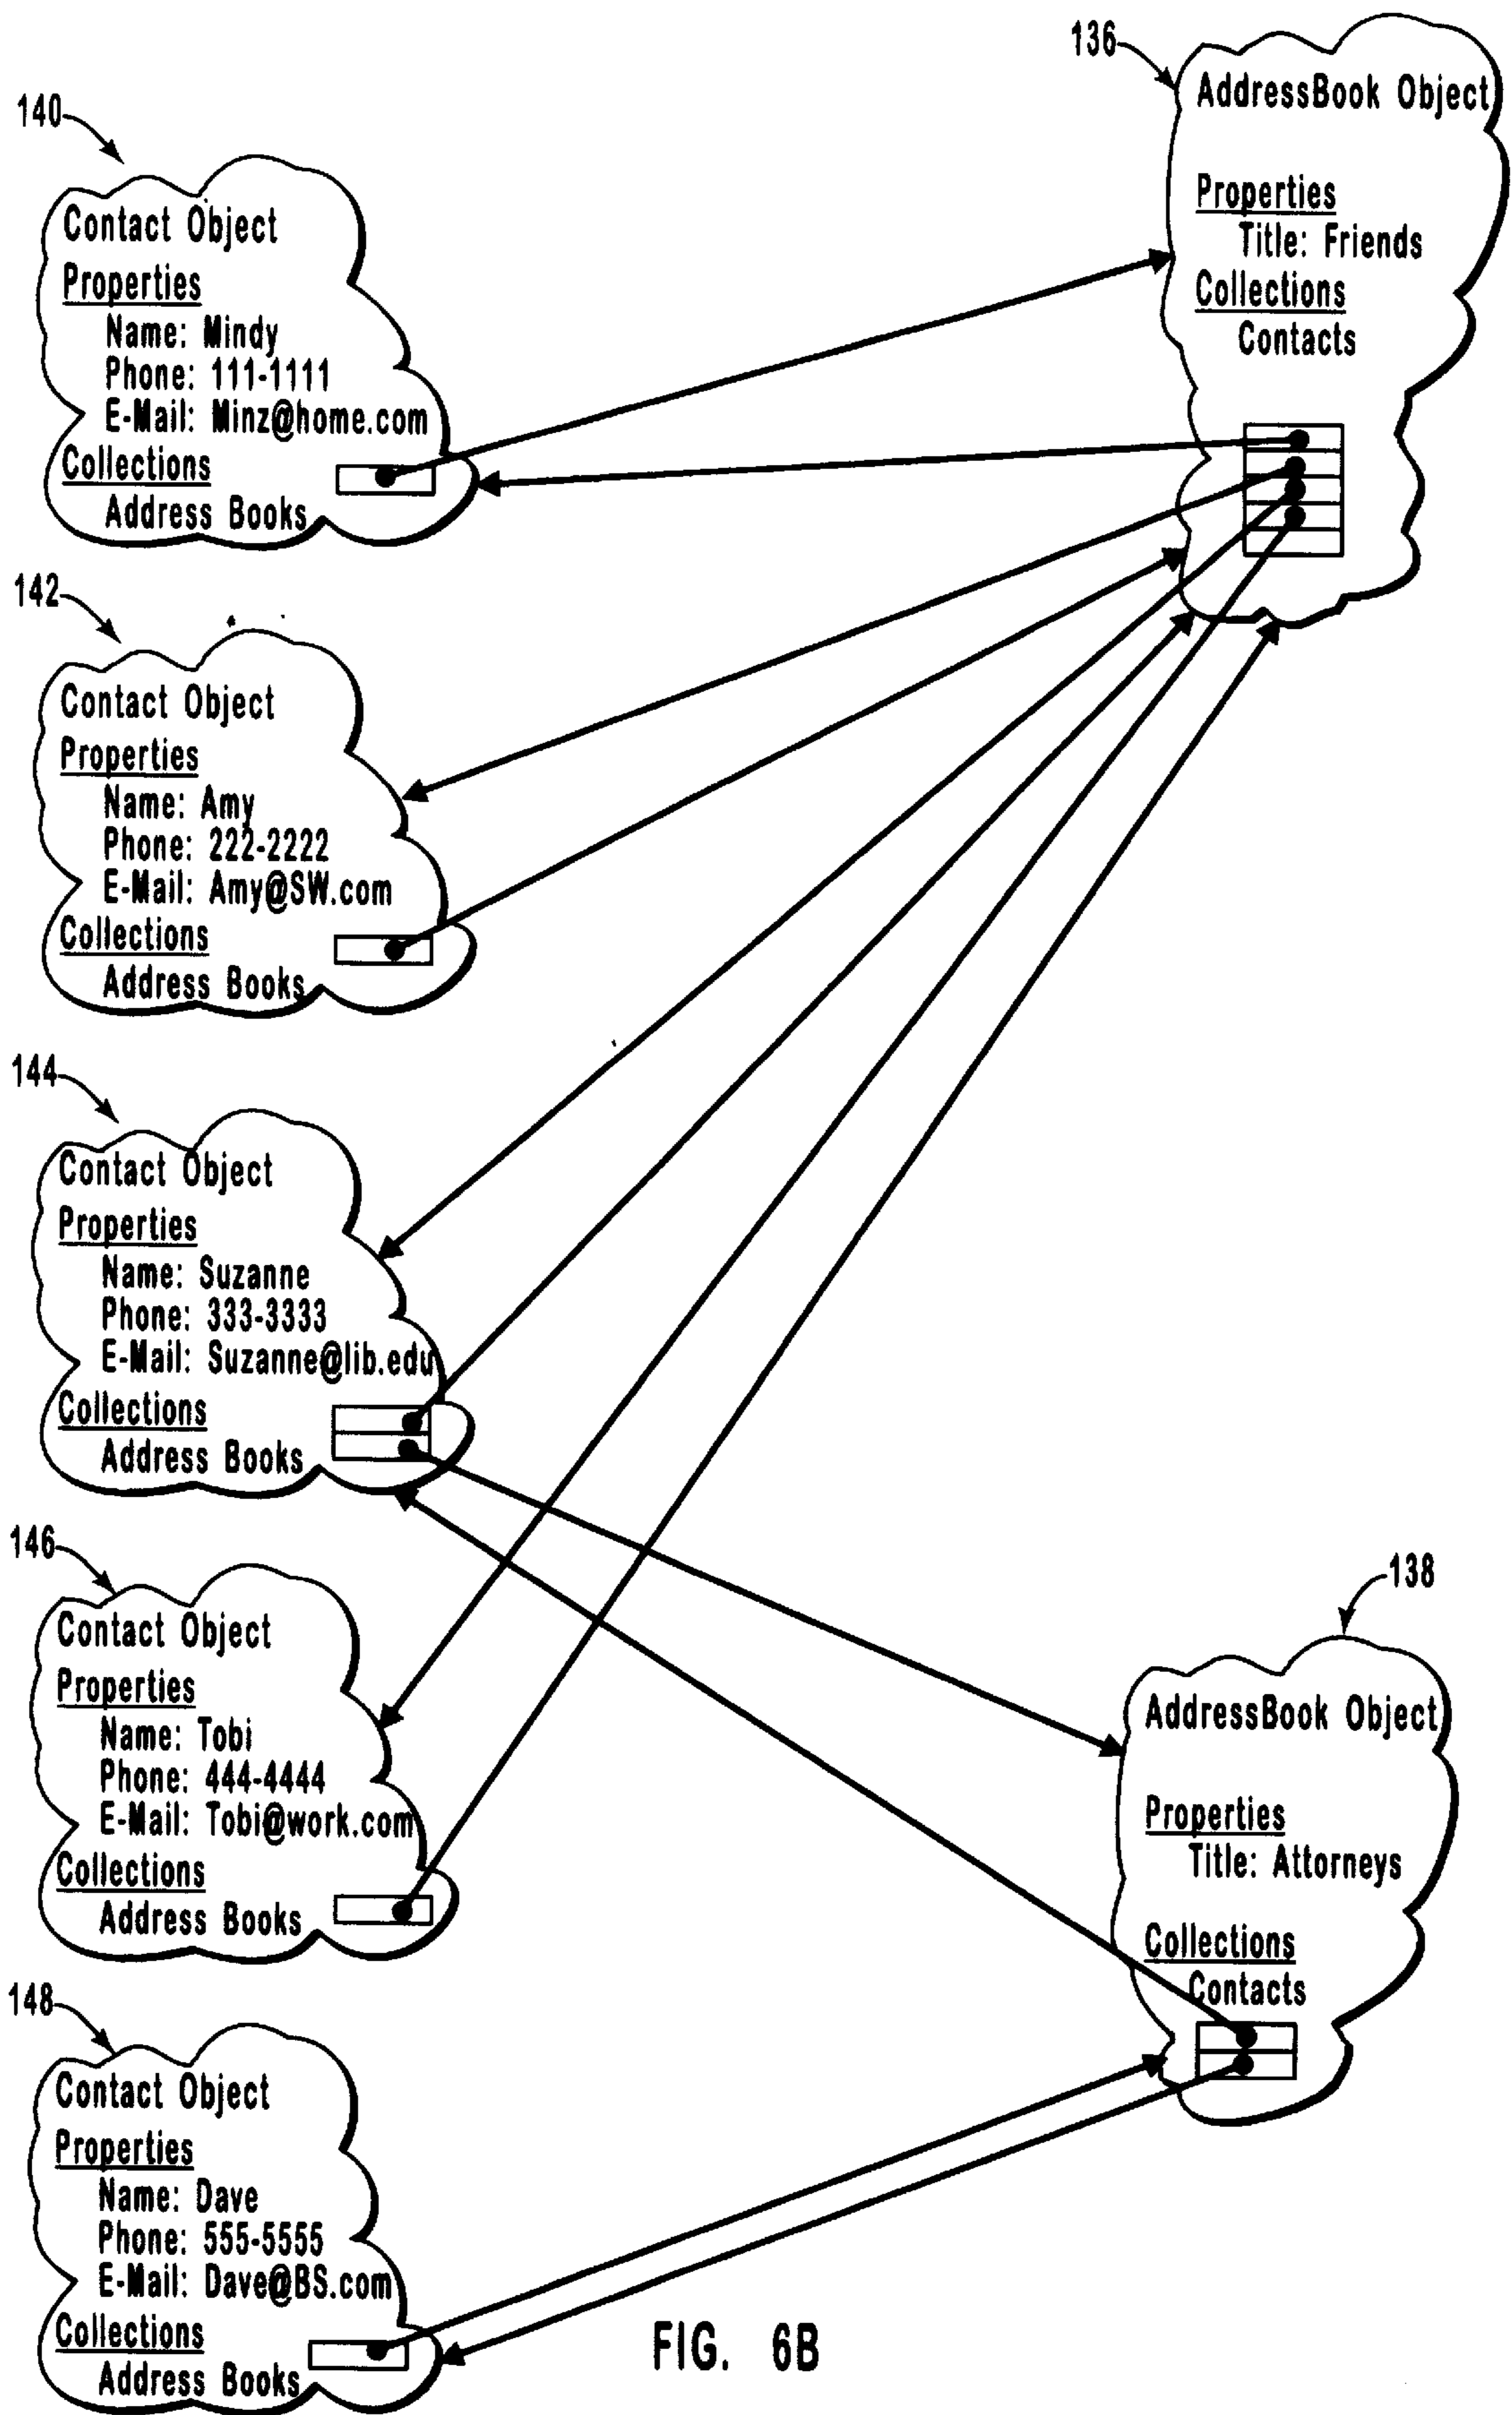 136
AddressBook Object
Properties
Title: Friends
Collections
Contacts
140
Contact Object
Properties
Name: Mindy
Phone: 111-1111
E-Mail: Minz@home.com
Collections
Address Books
142
Contact Object
Properties
Name: Amy
Phone: 222-2222
E-Mail: Amy@SW.com
Collections
Address Books
144
Contact Object
Properties
Name: Suzanne
Phone: 333-3333
E-Mail: Suzanne@lib.edu
Collections
Address Books
146
Contact Object
Properties
Name: Tobi
Phone: 444-4444
E-Mail: Tobi@work.com
Collections
Address Books
138
AddressBook Object
Properties
Title: Attorneys
Collections
Contacts
148
Contact Object
Properties
Name: Dave
Phone: 555-5555
E-Mail: Dave@BS.com
Collections
Address Books
FIG. 6B